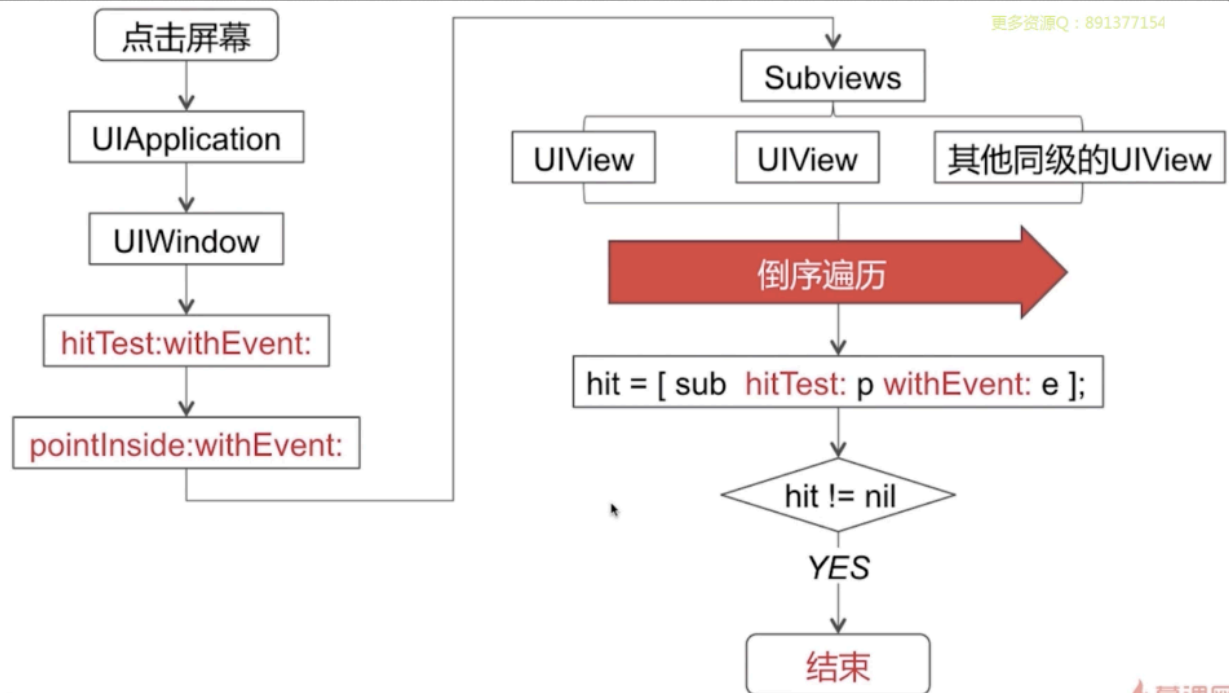 更多资源Q：891377154
点击屏幕
UIApplication
UIWindow
hitTest:withEvent:
pointInside:withEvent:
Subviews
UIView
UIView
其他同级的UIView
倒序遍历
hit = [ sub hitTest: p withEvent: e ];
hit != nil
YES
结束